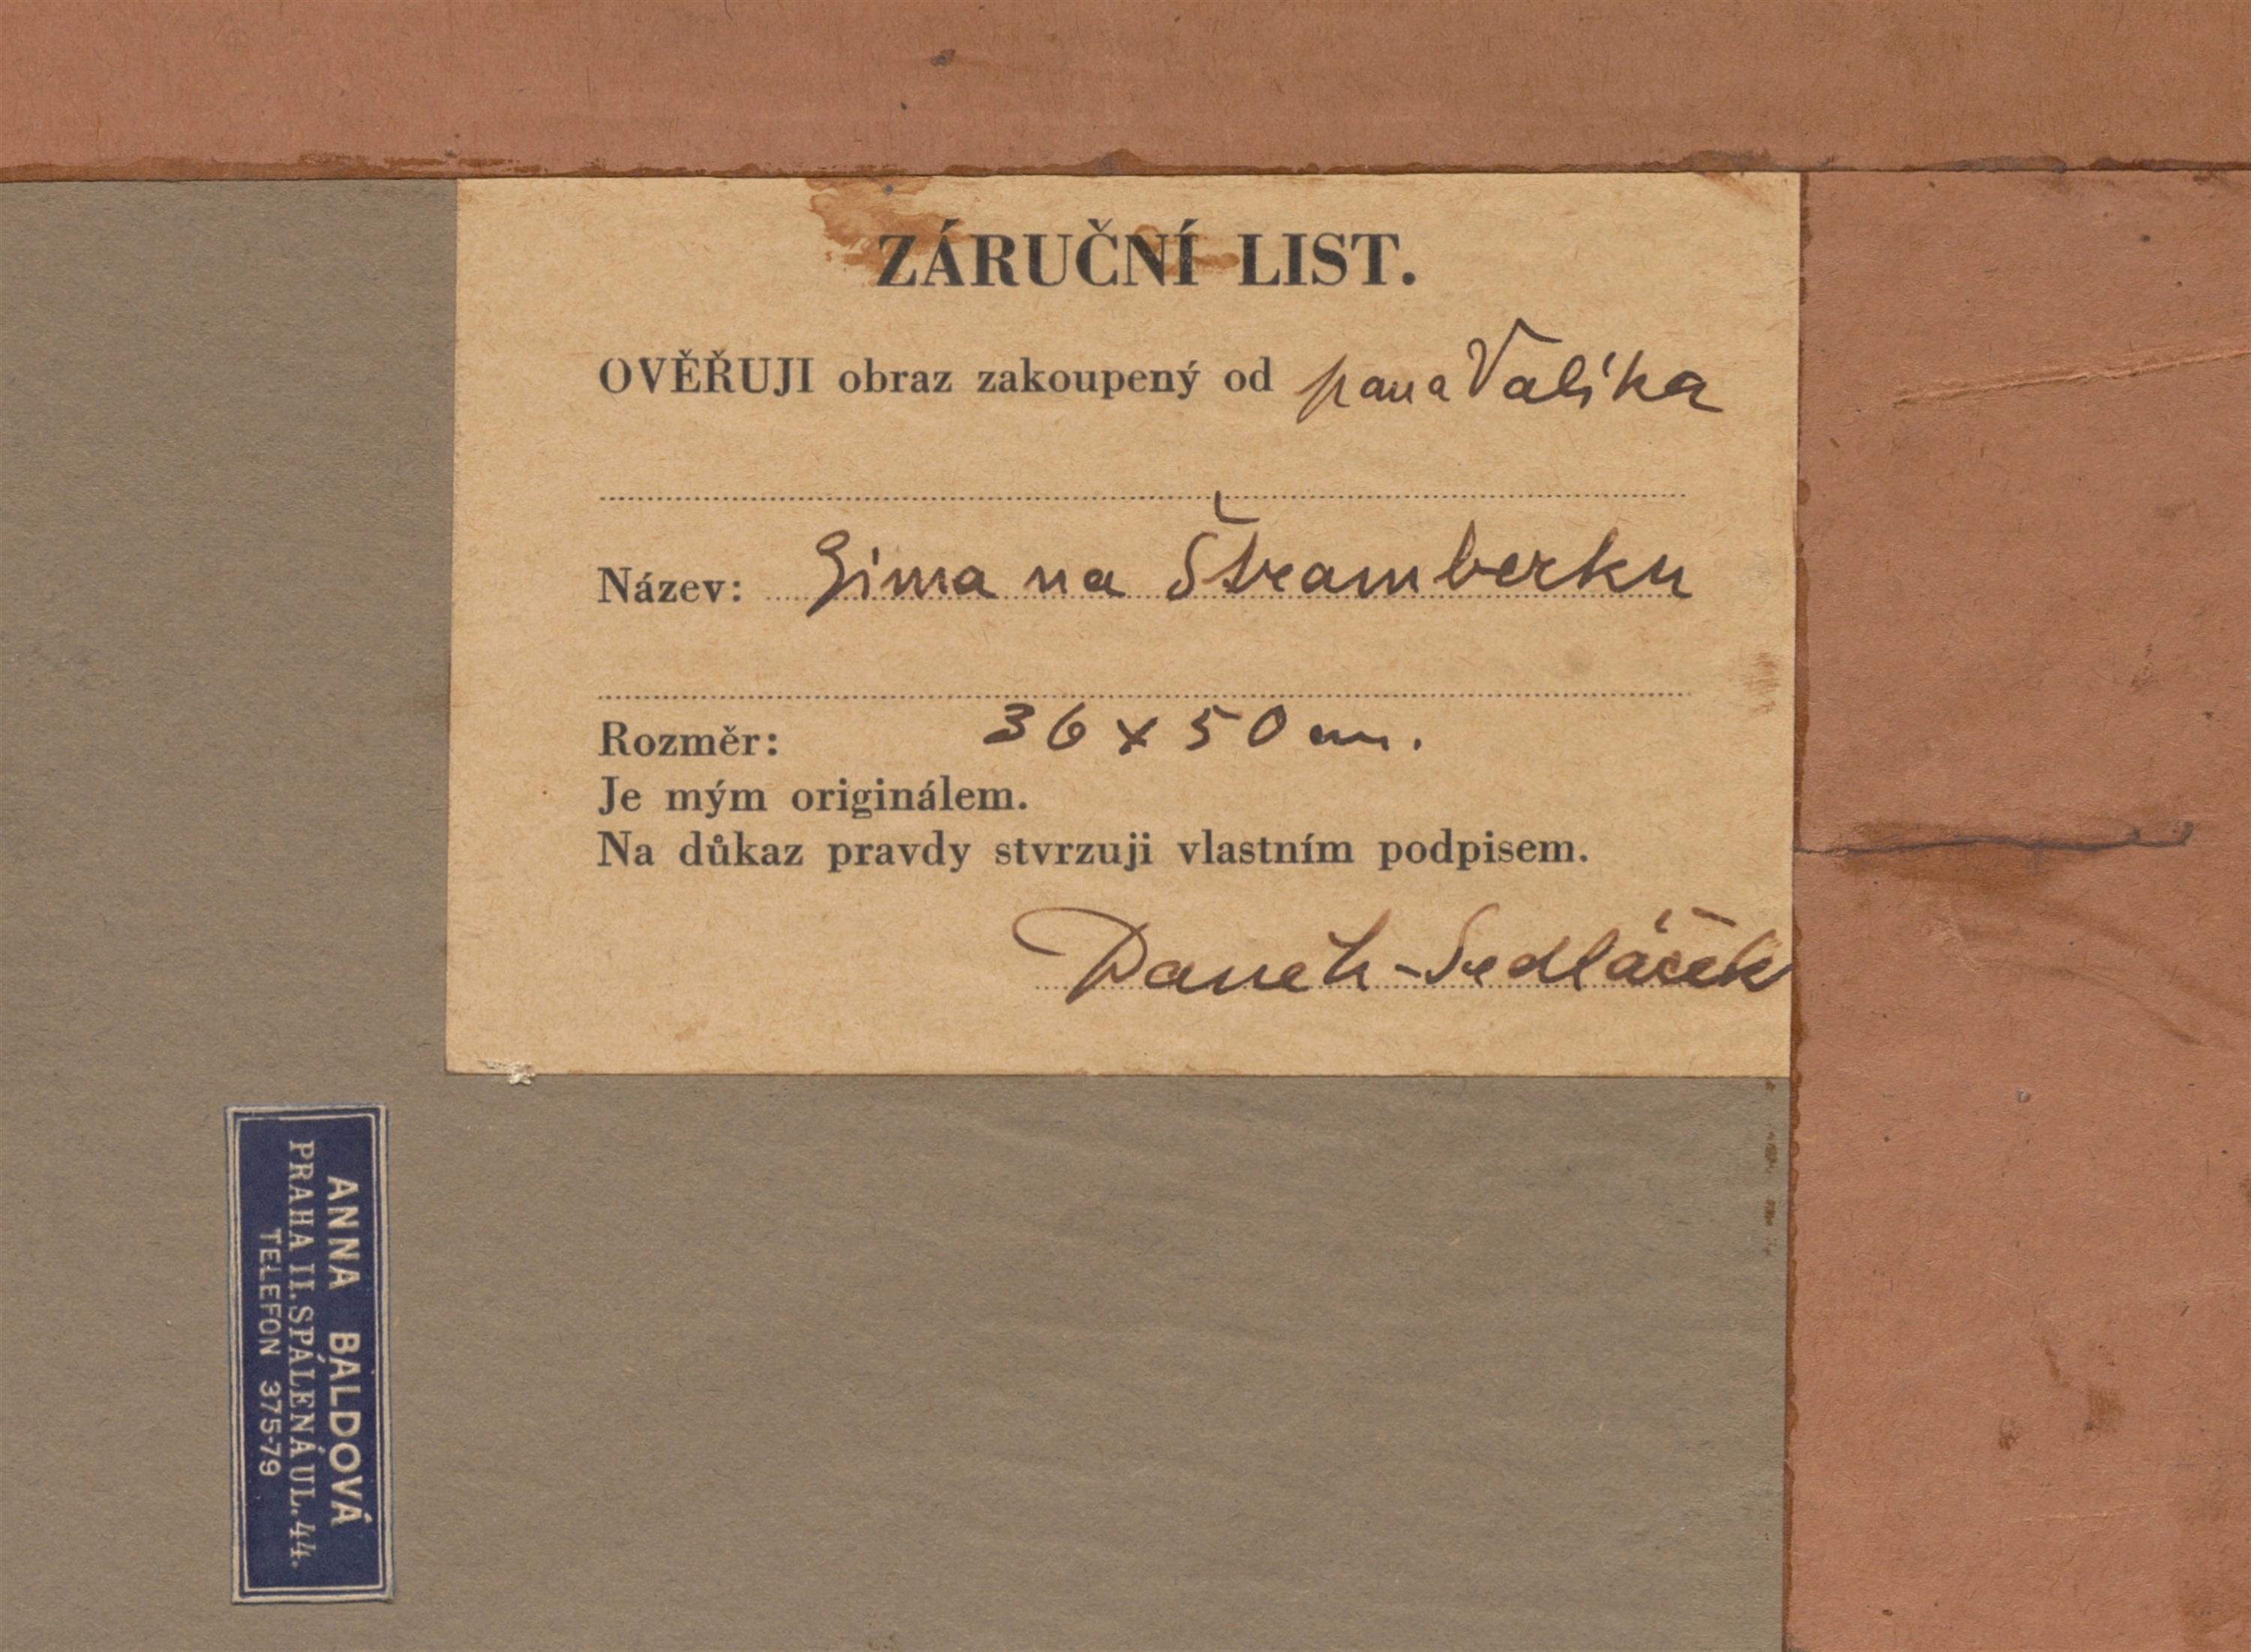 ZÁRUČNÍ LIST.
OVĚŘUJI obraz zakoupený od pana Valíka
Název: Zima na Štramberku
Rozměr: 36 x 50 cm.
Je mým originálem.
Na důkaz pravdy stvrzuji vlastním podpisem.
Daněk-Sedláček
ANNA BALDOVÁ
PRAHA II. SPÁLENÁ UL. 44.
TELEFON 375-79